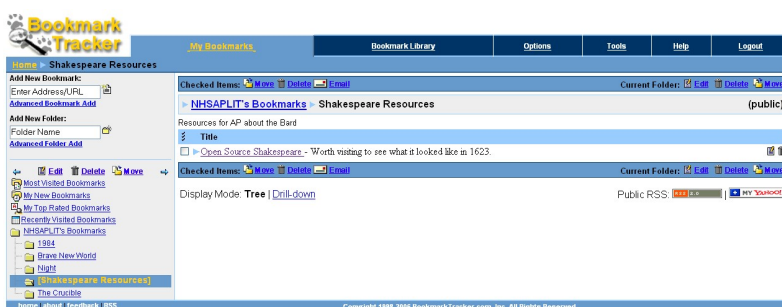 Bookmark
Tracker
My Bookmarks
Bookmark Library
Options
Tools
Help
Logout
Home ▸ Shakespeare Resources
Add New Bookmark:
Enter Address/URL
Advanced Bookmark Add
Add New Folder:
Folder Name
Advanced Folder Add
Edit Delete Move
Most Visited Bookmarks
My New Bookmarks
My Top Rated Bookmarks
Recently Visited Bookmarks
NHSAPLIT's Bookmarks
1984
Brave New World
Night
[Shakespeare Resources]
The Crucible
Checked Items: Move Delete Email Current Folder: Edit Delete Move
NHSAPLIT's Bookmarks ▸ Shakespeare Resources (public)
Resources for AP about the Bard
Title
Open Source Shakespeare - Worth visiting to see what it looked like in 1623.
Checked Items: Move Delete Email Current Folder: Edit Delete Move
Display Mode: Tree | Drill-down Public RSS: RSS 2.0 | MY YAHOO!
home | about | feedback | RSS
Copyright 1998-2006 BookmarkTracker.com, Inc. All Rights Reserved.